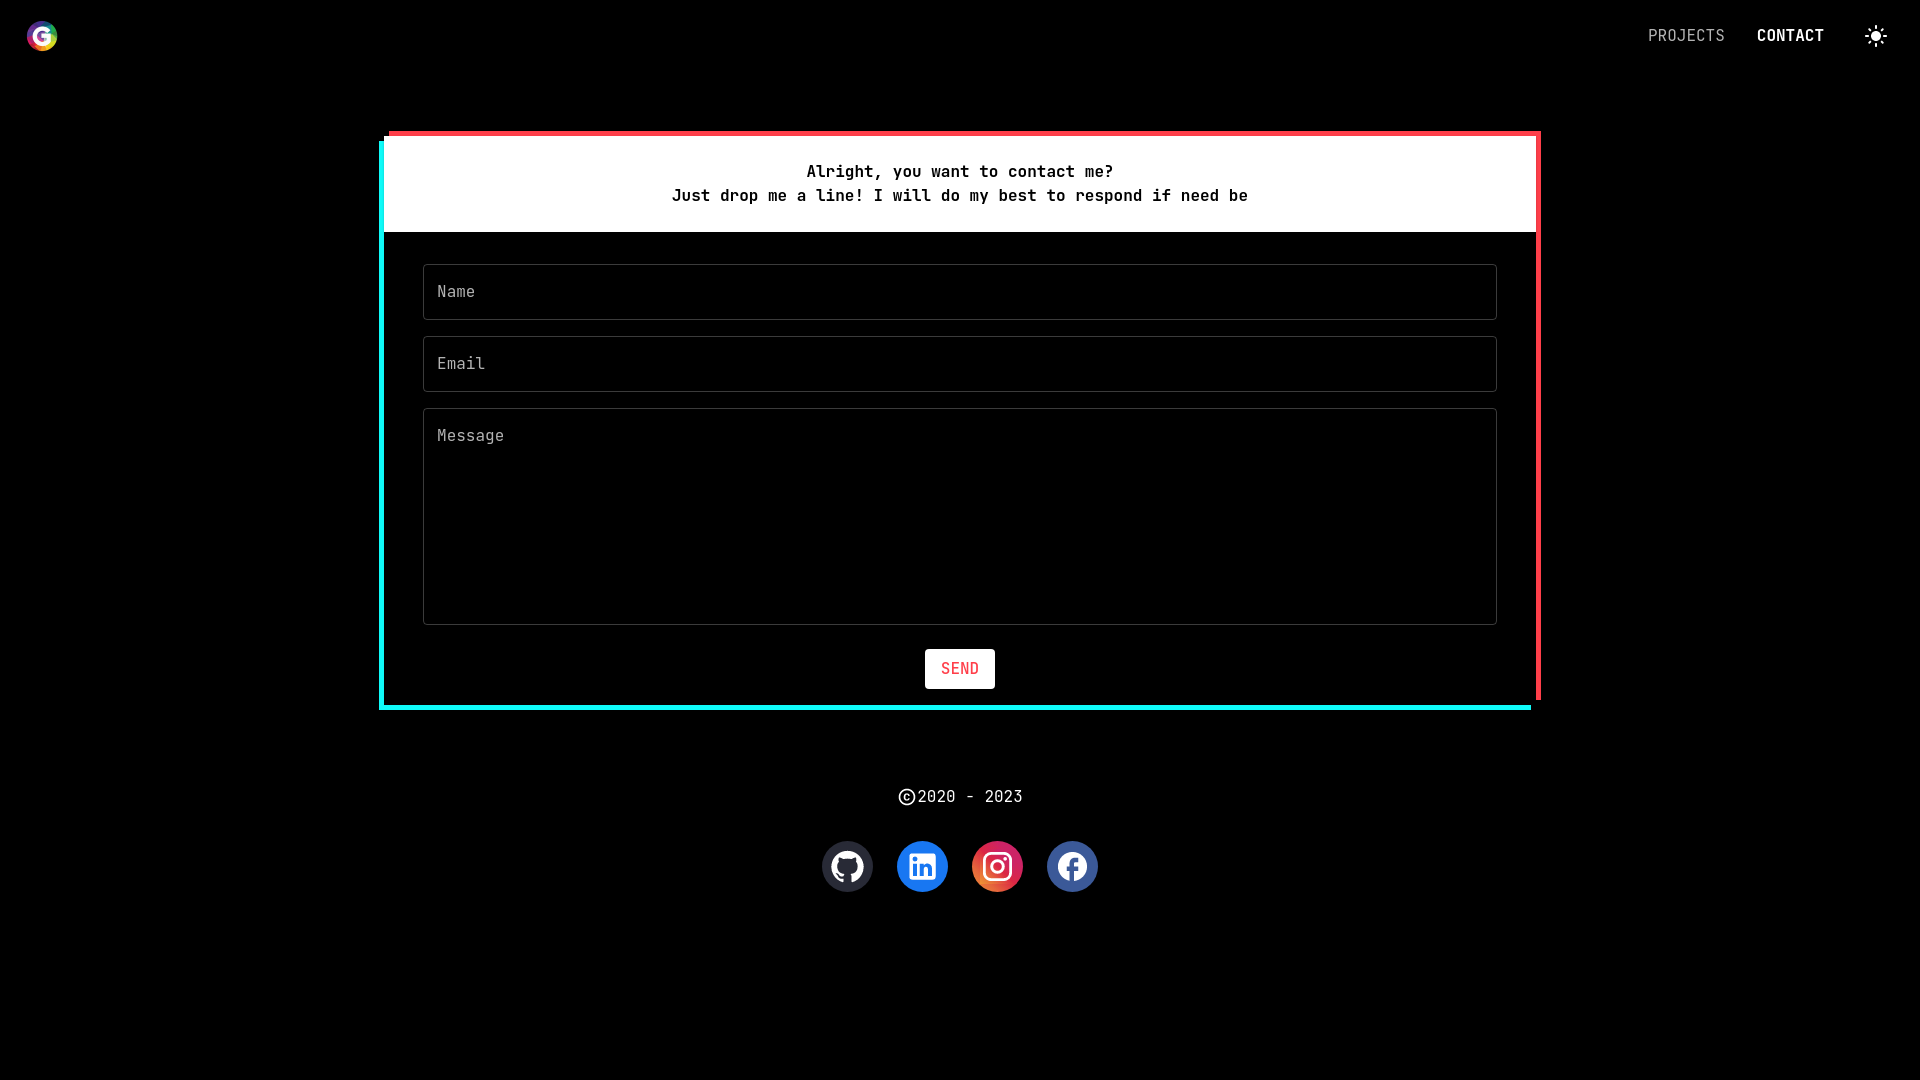 G
PROJECTS
CONTACT
Alright, you want to contact me?
Just drop me a line! I will do my best to respond if need be
Name
Email
Message
SEND
©2020 - 2023